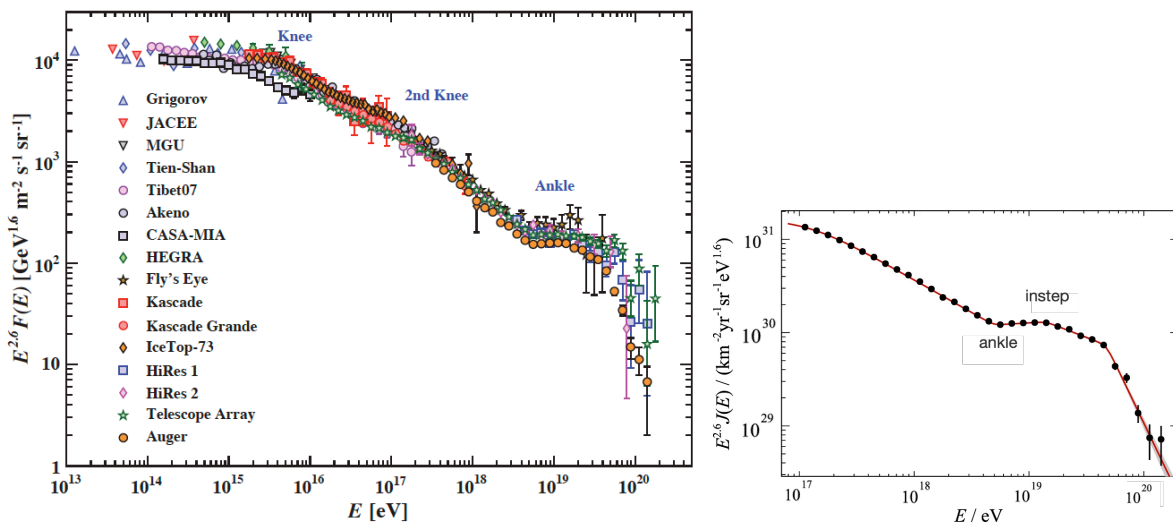 Knee
2nd Knee
Ankle
Grigorov
JACEE
MGU
Tien-Shan
Tibet07
Akeno
CASA-MIA
HEGRA
Fly's Eye
Kascade
Kascade Grande
IceTop-73
HiRes 1
HiRes 2
Telescope Array
Auger
E^2.6 F(E) [GeV^1.6 m^-2 s^-1 sr^-1]
10^4
10^3
10^2
10
1
10^13 10^14 10^15 10^16 10^17 10^18 10^19 10^20
E [eV]
instep
ankle
E^2.6 J(E) / (km^-2 yr^-1 sr^-1 eV^1.6)
10^31
10^30
10^29
10^17 10^18 10^19 10^20
E / eV